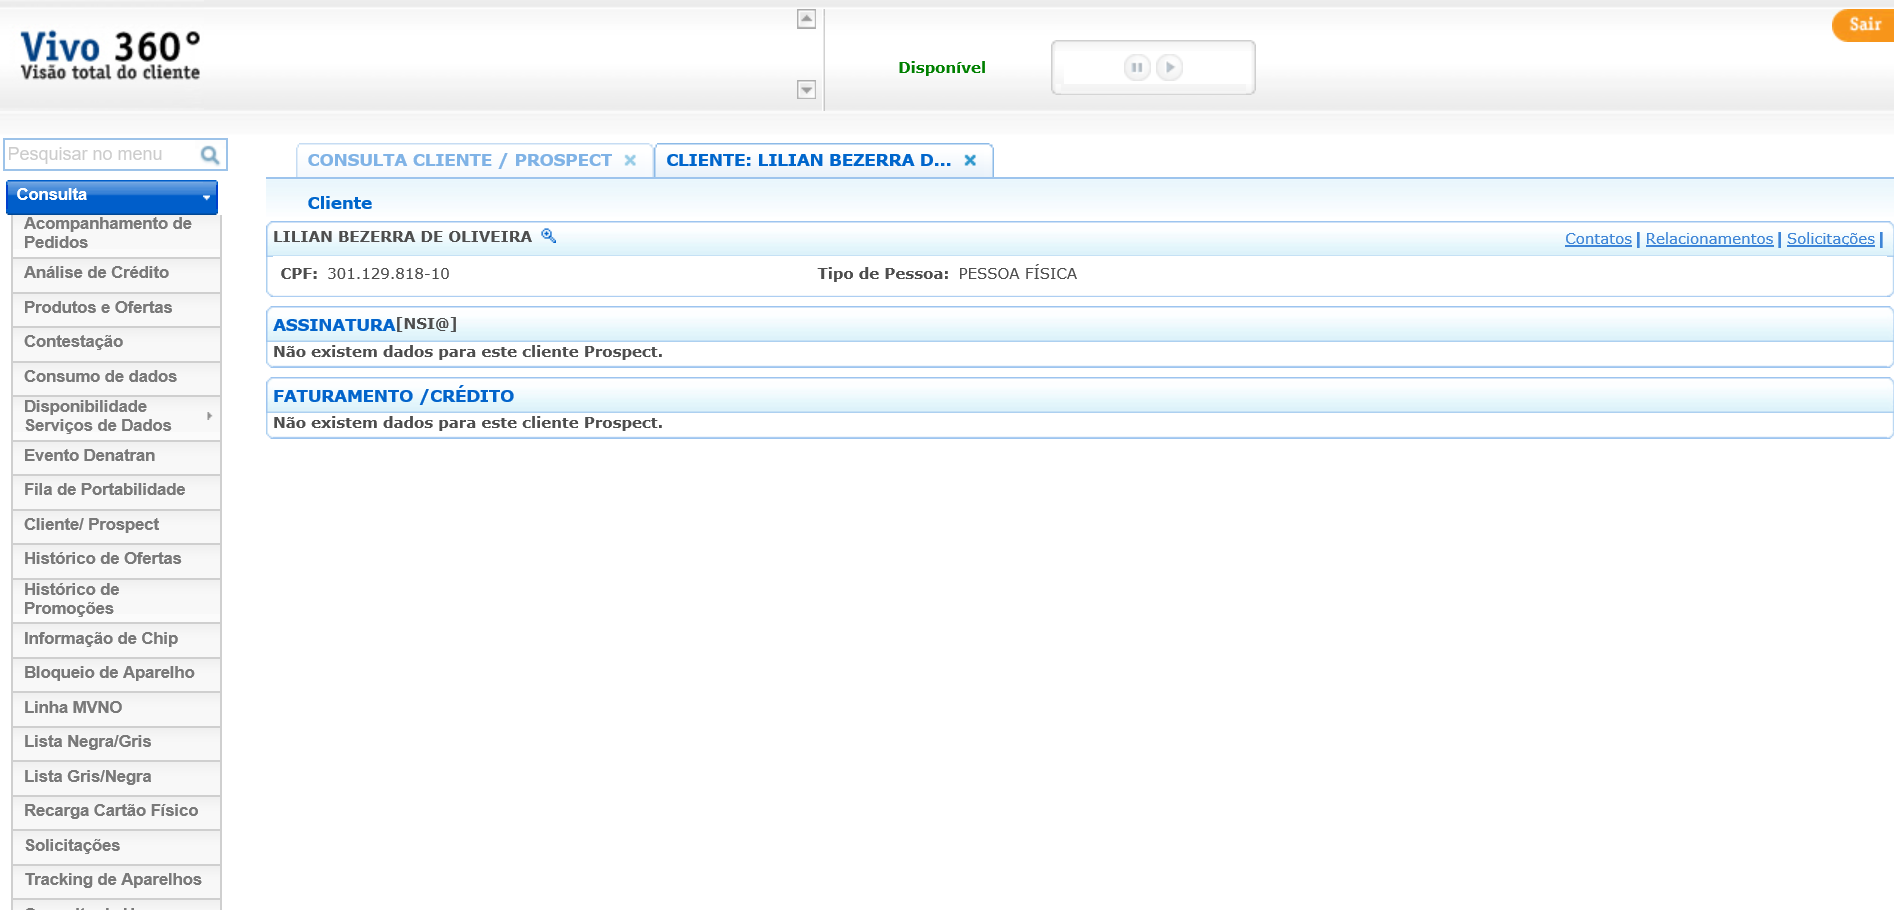 Vivo 360°
Visão total do cliente
Disponível
Sair
Pesquisar no menu
Consulta
Acompanhamento de
Pedidos
Análise de Crédito
Produtos e Ofertas
Contestação
Consumo de dados
Disponibilidade
Serviços de Dados
Evento Denatran
Fila de Portabilidade
Cliente/ Prospect
Histórico de Ofertas
Histórico de
Promoções
Informação de Chip
Bloqueio de Aparelho
Linha MVNO
Lista Negra/Gris
Lista Gris/Negra
Recarga Cartão Físico
Solicitações
Tracking de Aparelhos
CONSULTA CLIENTE / PROSPECT
CLIENTE: LILIAN BEZERRA D...
Cliente
LILIAN BEZERRA DE OLIVEIRA
Contatos | Relacionamentos | Solicitações |
CPF: 301.129.818-10 Tipo de Pessoa: PESSOA FÍSICA
ASSINATURA[NSI@]
Não existem dados para este cliente Prospect.
FATURAMENTO /CRÉDITO
Não existem dados para este cliente Prospect.